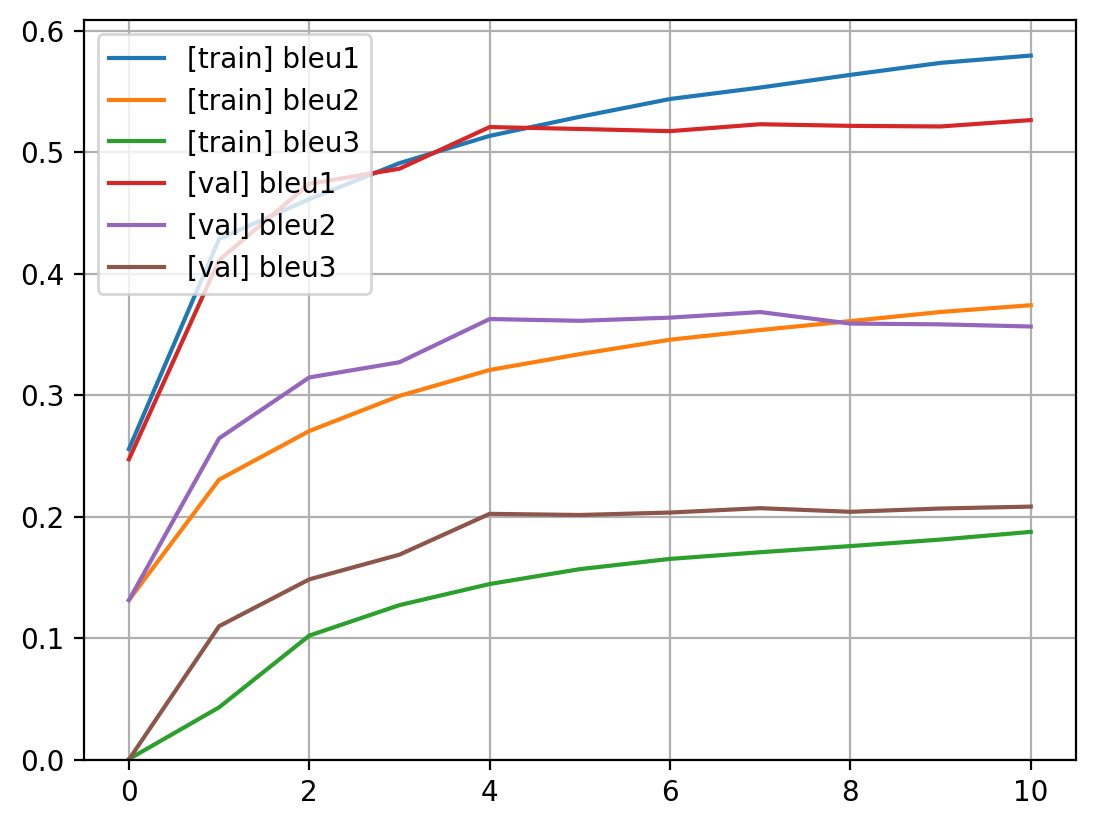 0.6
0.5
0.4
0.3
0.2
0.1
0.0
[train] bleu1
[train] bleu2
[train] bleu3
[val] bleu1
[val] bleu2
[val] bleu3
0 2 4 6 8 10